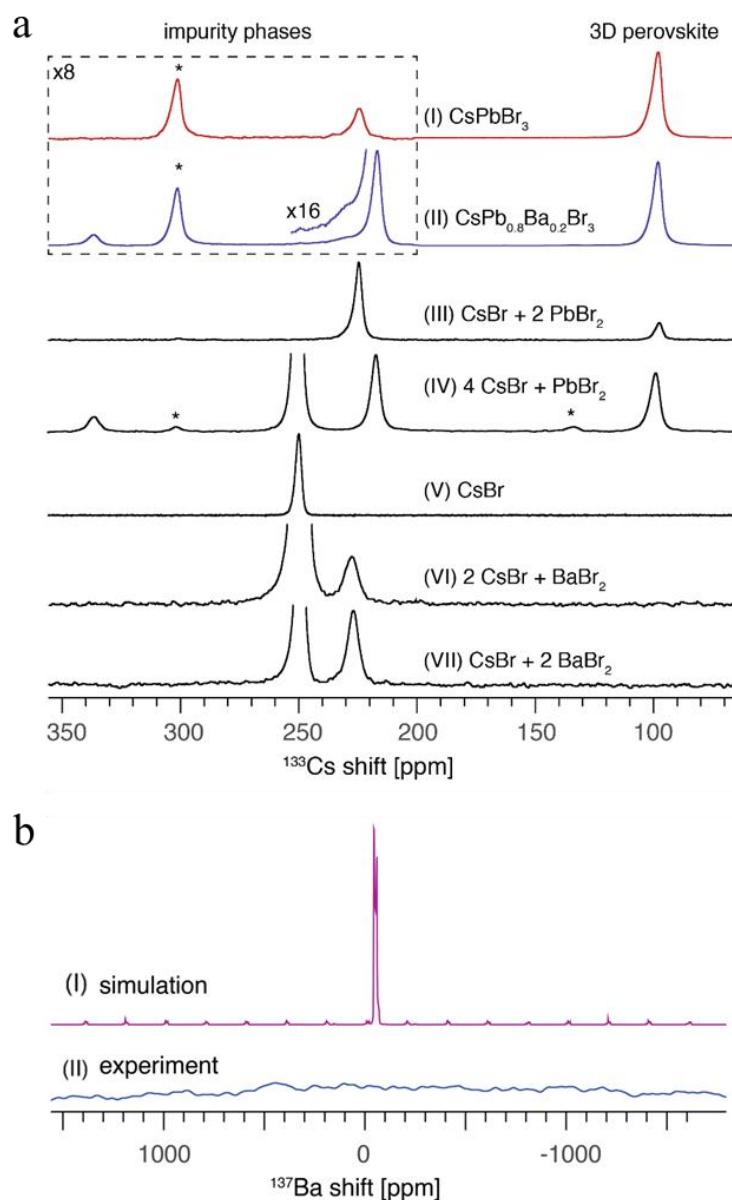 a
impurity phases
3D perovskite
x8
*
(I) CsPbBr3
*
x16
(II) CsPb0.8Ba0.2Br3
(III) CsBr + 2 PbBr2
(IV) 4 CsBr + PbBr2
*
*
(V) CsBr
(VI) 2 CsBr + BaBr2
(VII) CsBr + 2 BaBr2
350 300 250 200 150 100
133Cs shift [ppm]
b
(I) simulation
(II) experiment
1000 0 -1000
137Ba shift [ppm]